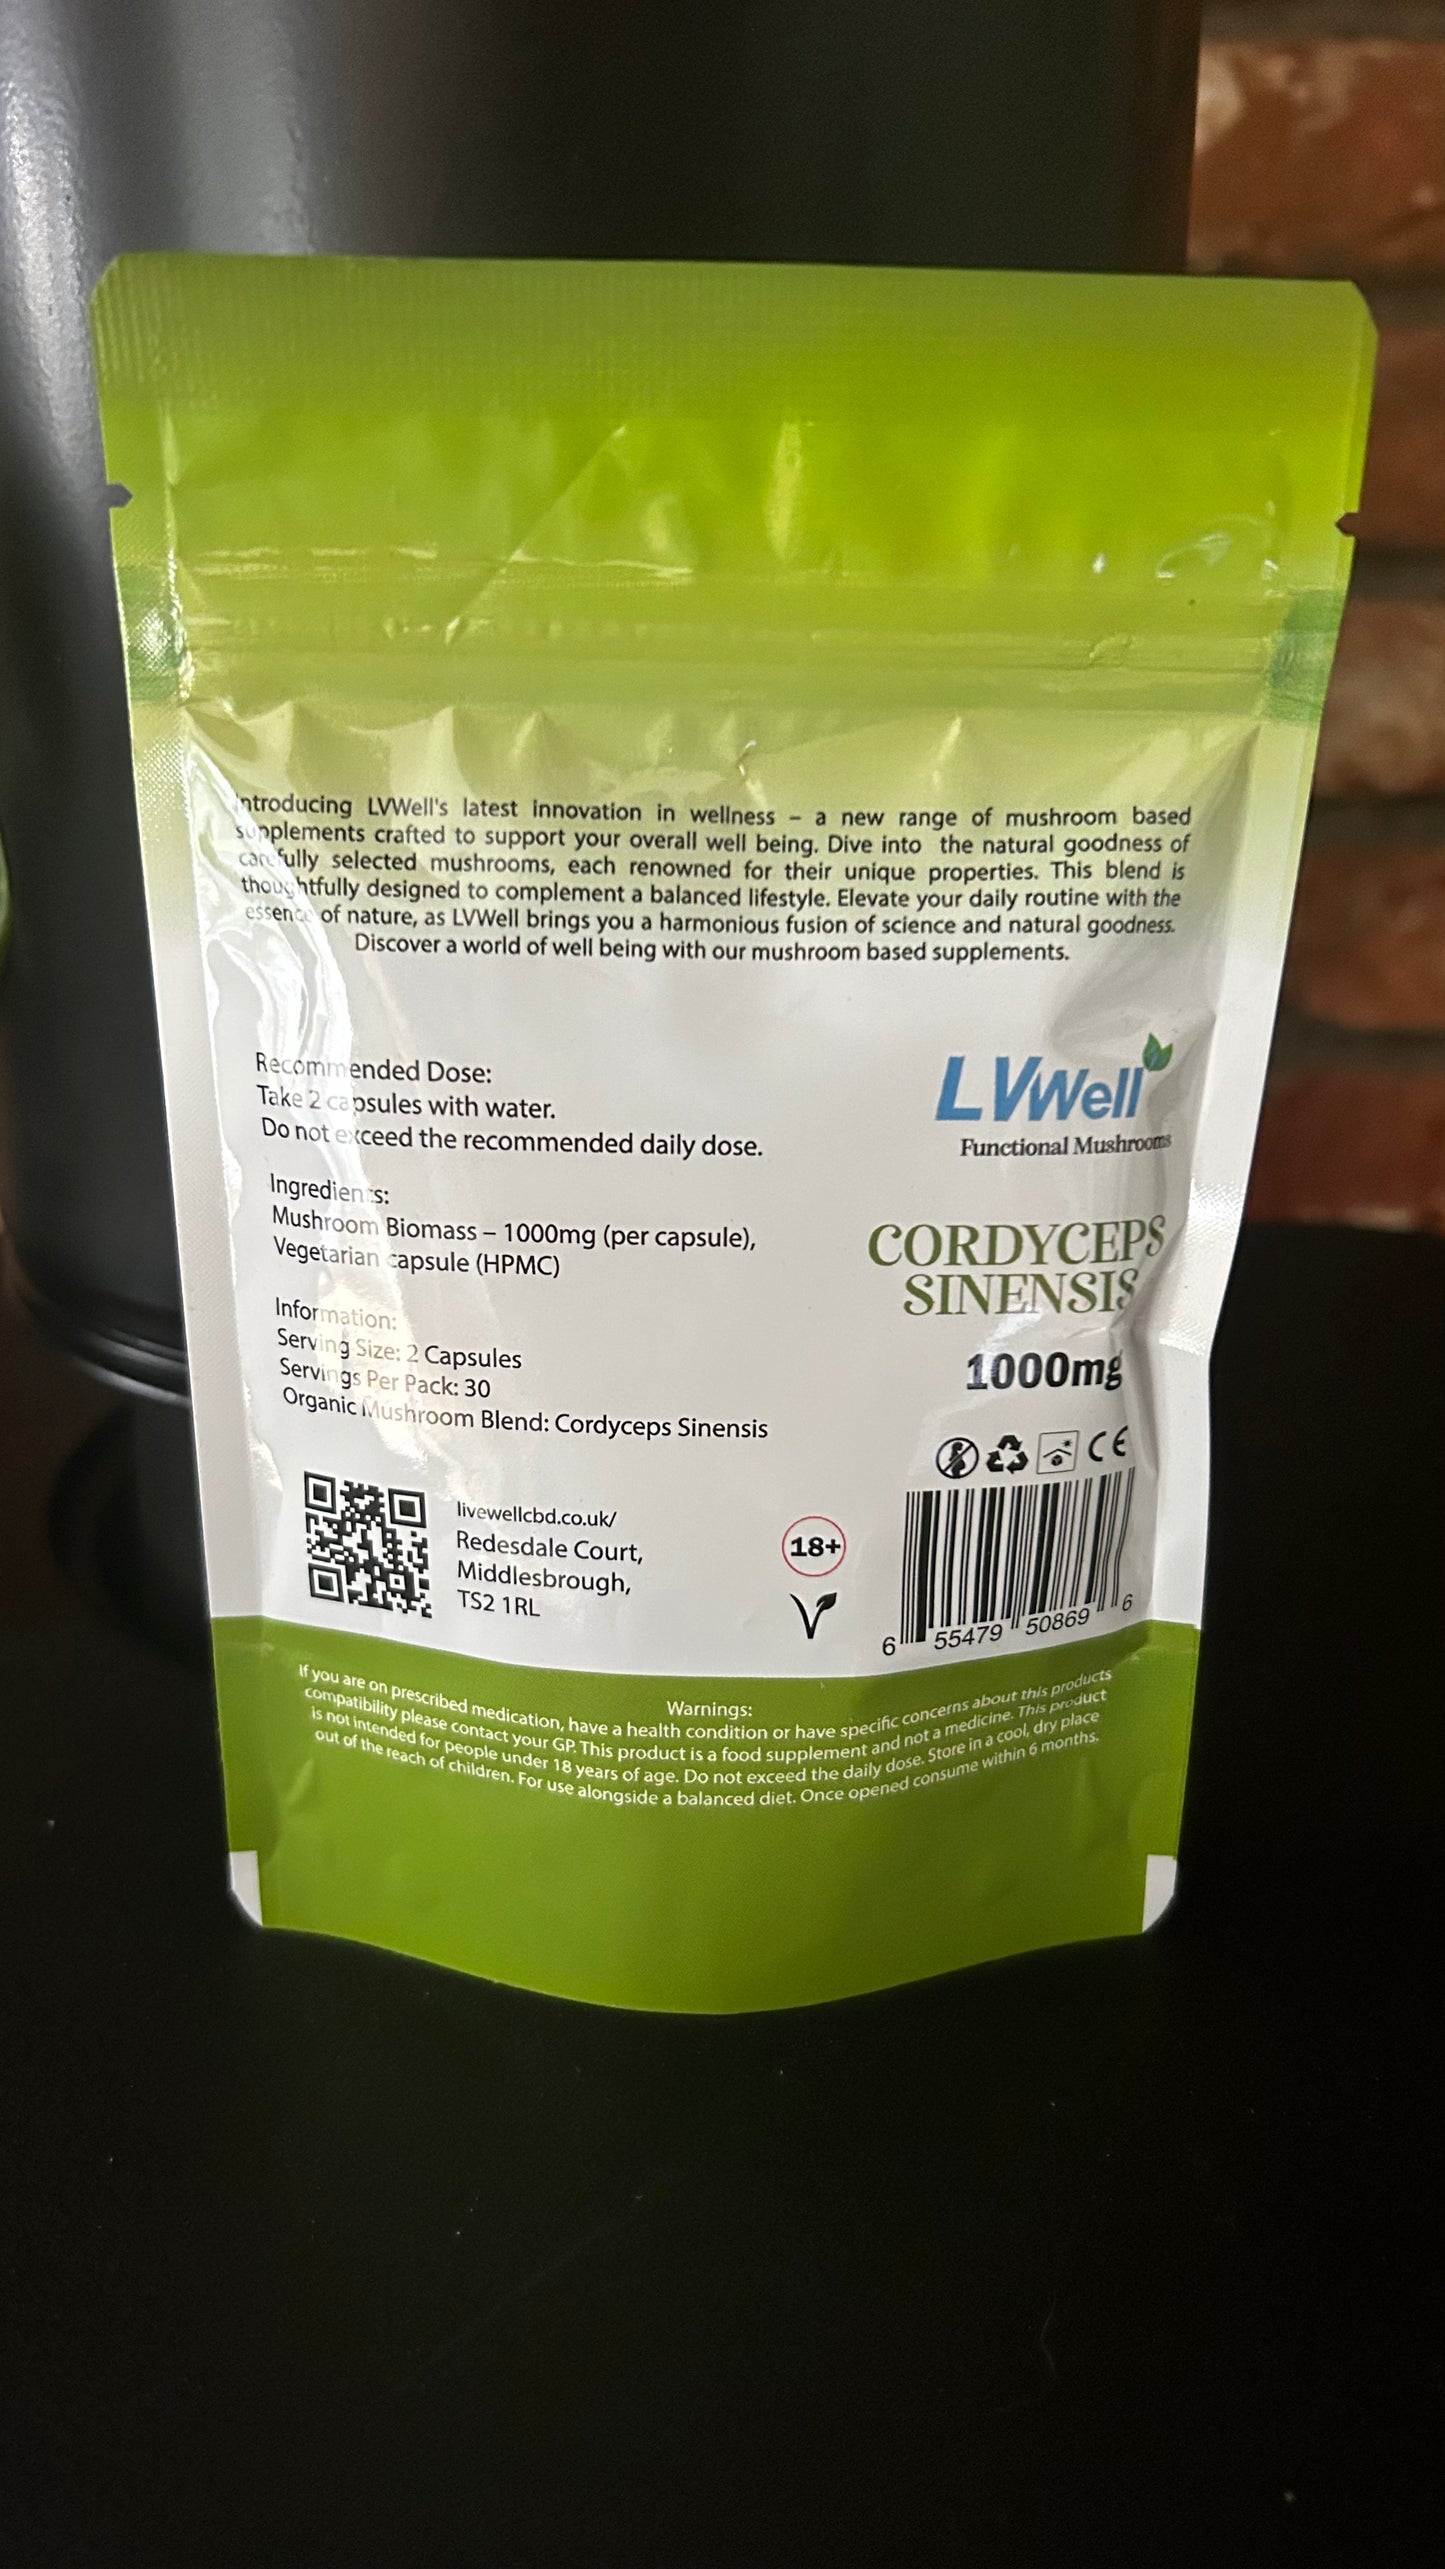 Introducing LVWell's latest innovation in wellness – a new range of mushroom based
supplements crafted to support your overall well being. Dive into the natural goodness of
carefully selected mushrooms, each renowned for their unique properties. This blend is
thoughtfully designed to complement a balanced lifestyle. Elevate your daily routine with the
essence of nature, as LVWell brings you a harmonious fusion of science and natural goodness.
Discover a world of well being with our mushroom based supplements.
Recommended Dose:
Take 2 capsules with water.
Do not exceed the recommended daily dose.
Ingredients:
Mushroom Biomass – 1000mg (per capsule),
Vegetarian capsule (HPMC)
Information:
Serving Size: 2 Capsules
Servings Per Pack: 30
Organic Mushroom Blend: Cordyceps Sinensis
LVWell
Functional Mushrooms
CORDYCEPS
SINENSIS
1000mg
CE
livewellcbd.co.uk/
Redesdale Court,
Middlesbrough,
TS2 1RL
18+
V
6 55479 50869 6
Warnings:
If you are on prescribed medication, have a health condition or have specific concerns about this products
compatibility please contact your GP. This product is a food supplement and not a medicine. This product
is not intended for people under 18 years of age. Do not exceed the daily dose. Store in a cool, dry place
out of the reach of children. For use alongside a balanced diet. Once opened consume within 6 months.